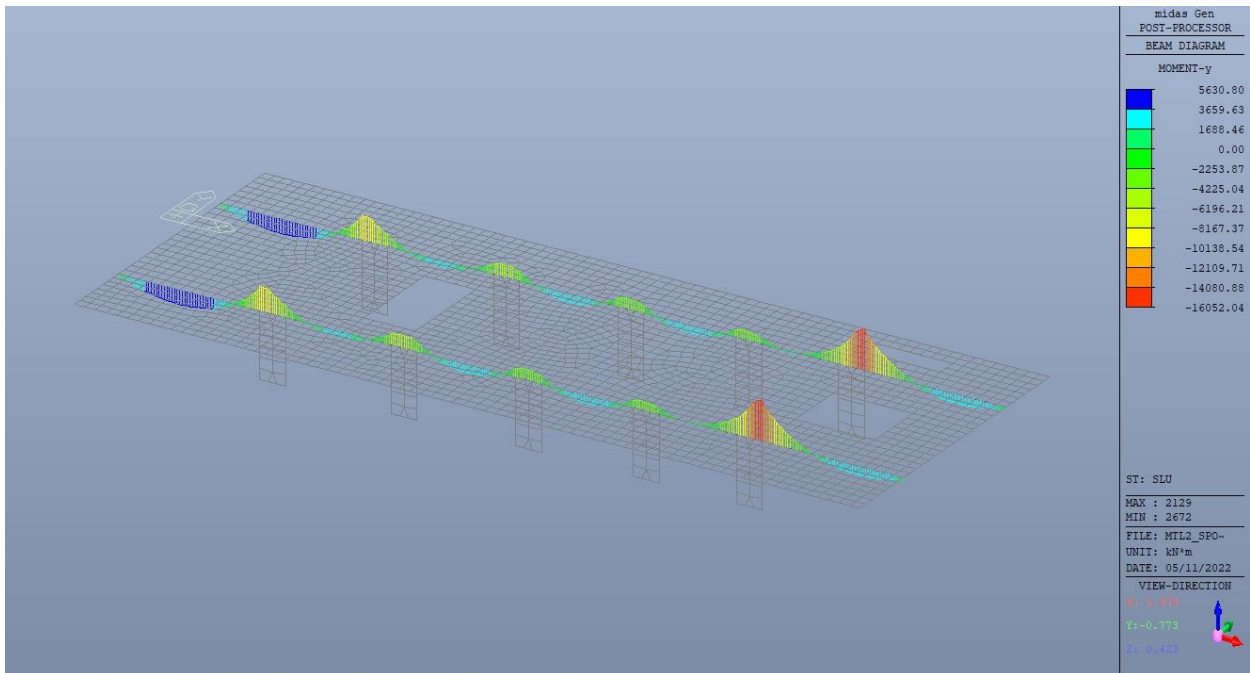 midas Gen
POST-PROCESSOR
BEAM DIAGRAM
MOMENT-y
5630.80
3659.63
1688.46
0.00
-2253.87
-4225.04
-6196.21
-8167.37
-10138.54
-12109.71
-14080.88
-16052.04
ST: SLU
MAX : 2129
MIN : 2672
FILE: MTL2_SPO~
UNIT: kN*m
DATE: 05/11/2022
VIEW-DIRECTION
X:
Y:-0.773
Z: 0.423